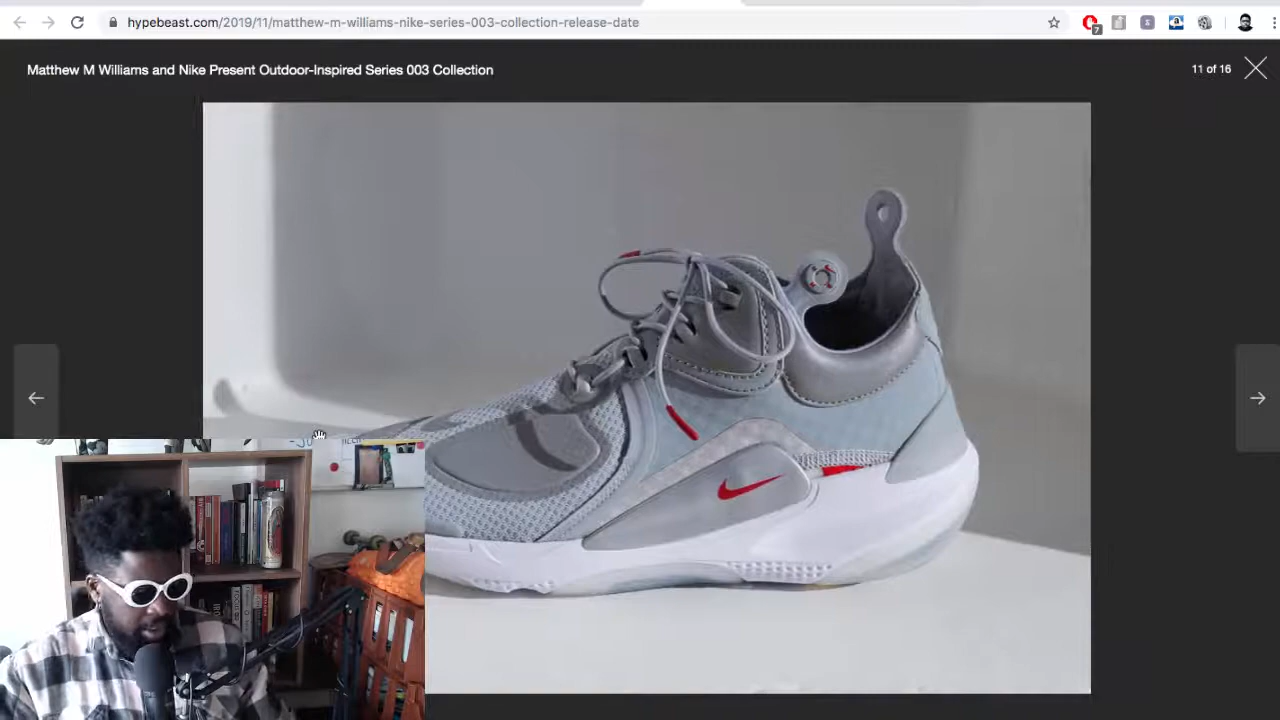 hypebeast.com/2019/11/matthew-m-williams-nike-series-003-collection-release-date
7
Matthew M Williams and Nike Present Outdoor-Inspired Series 003 Collection
11 of 16